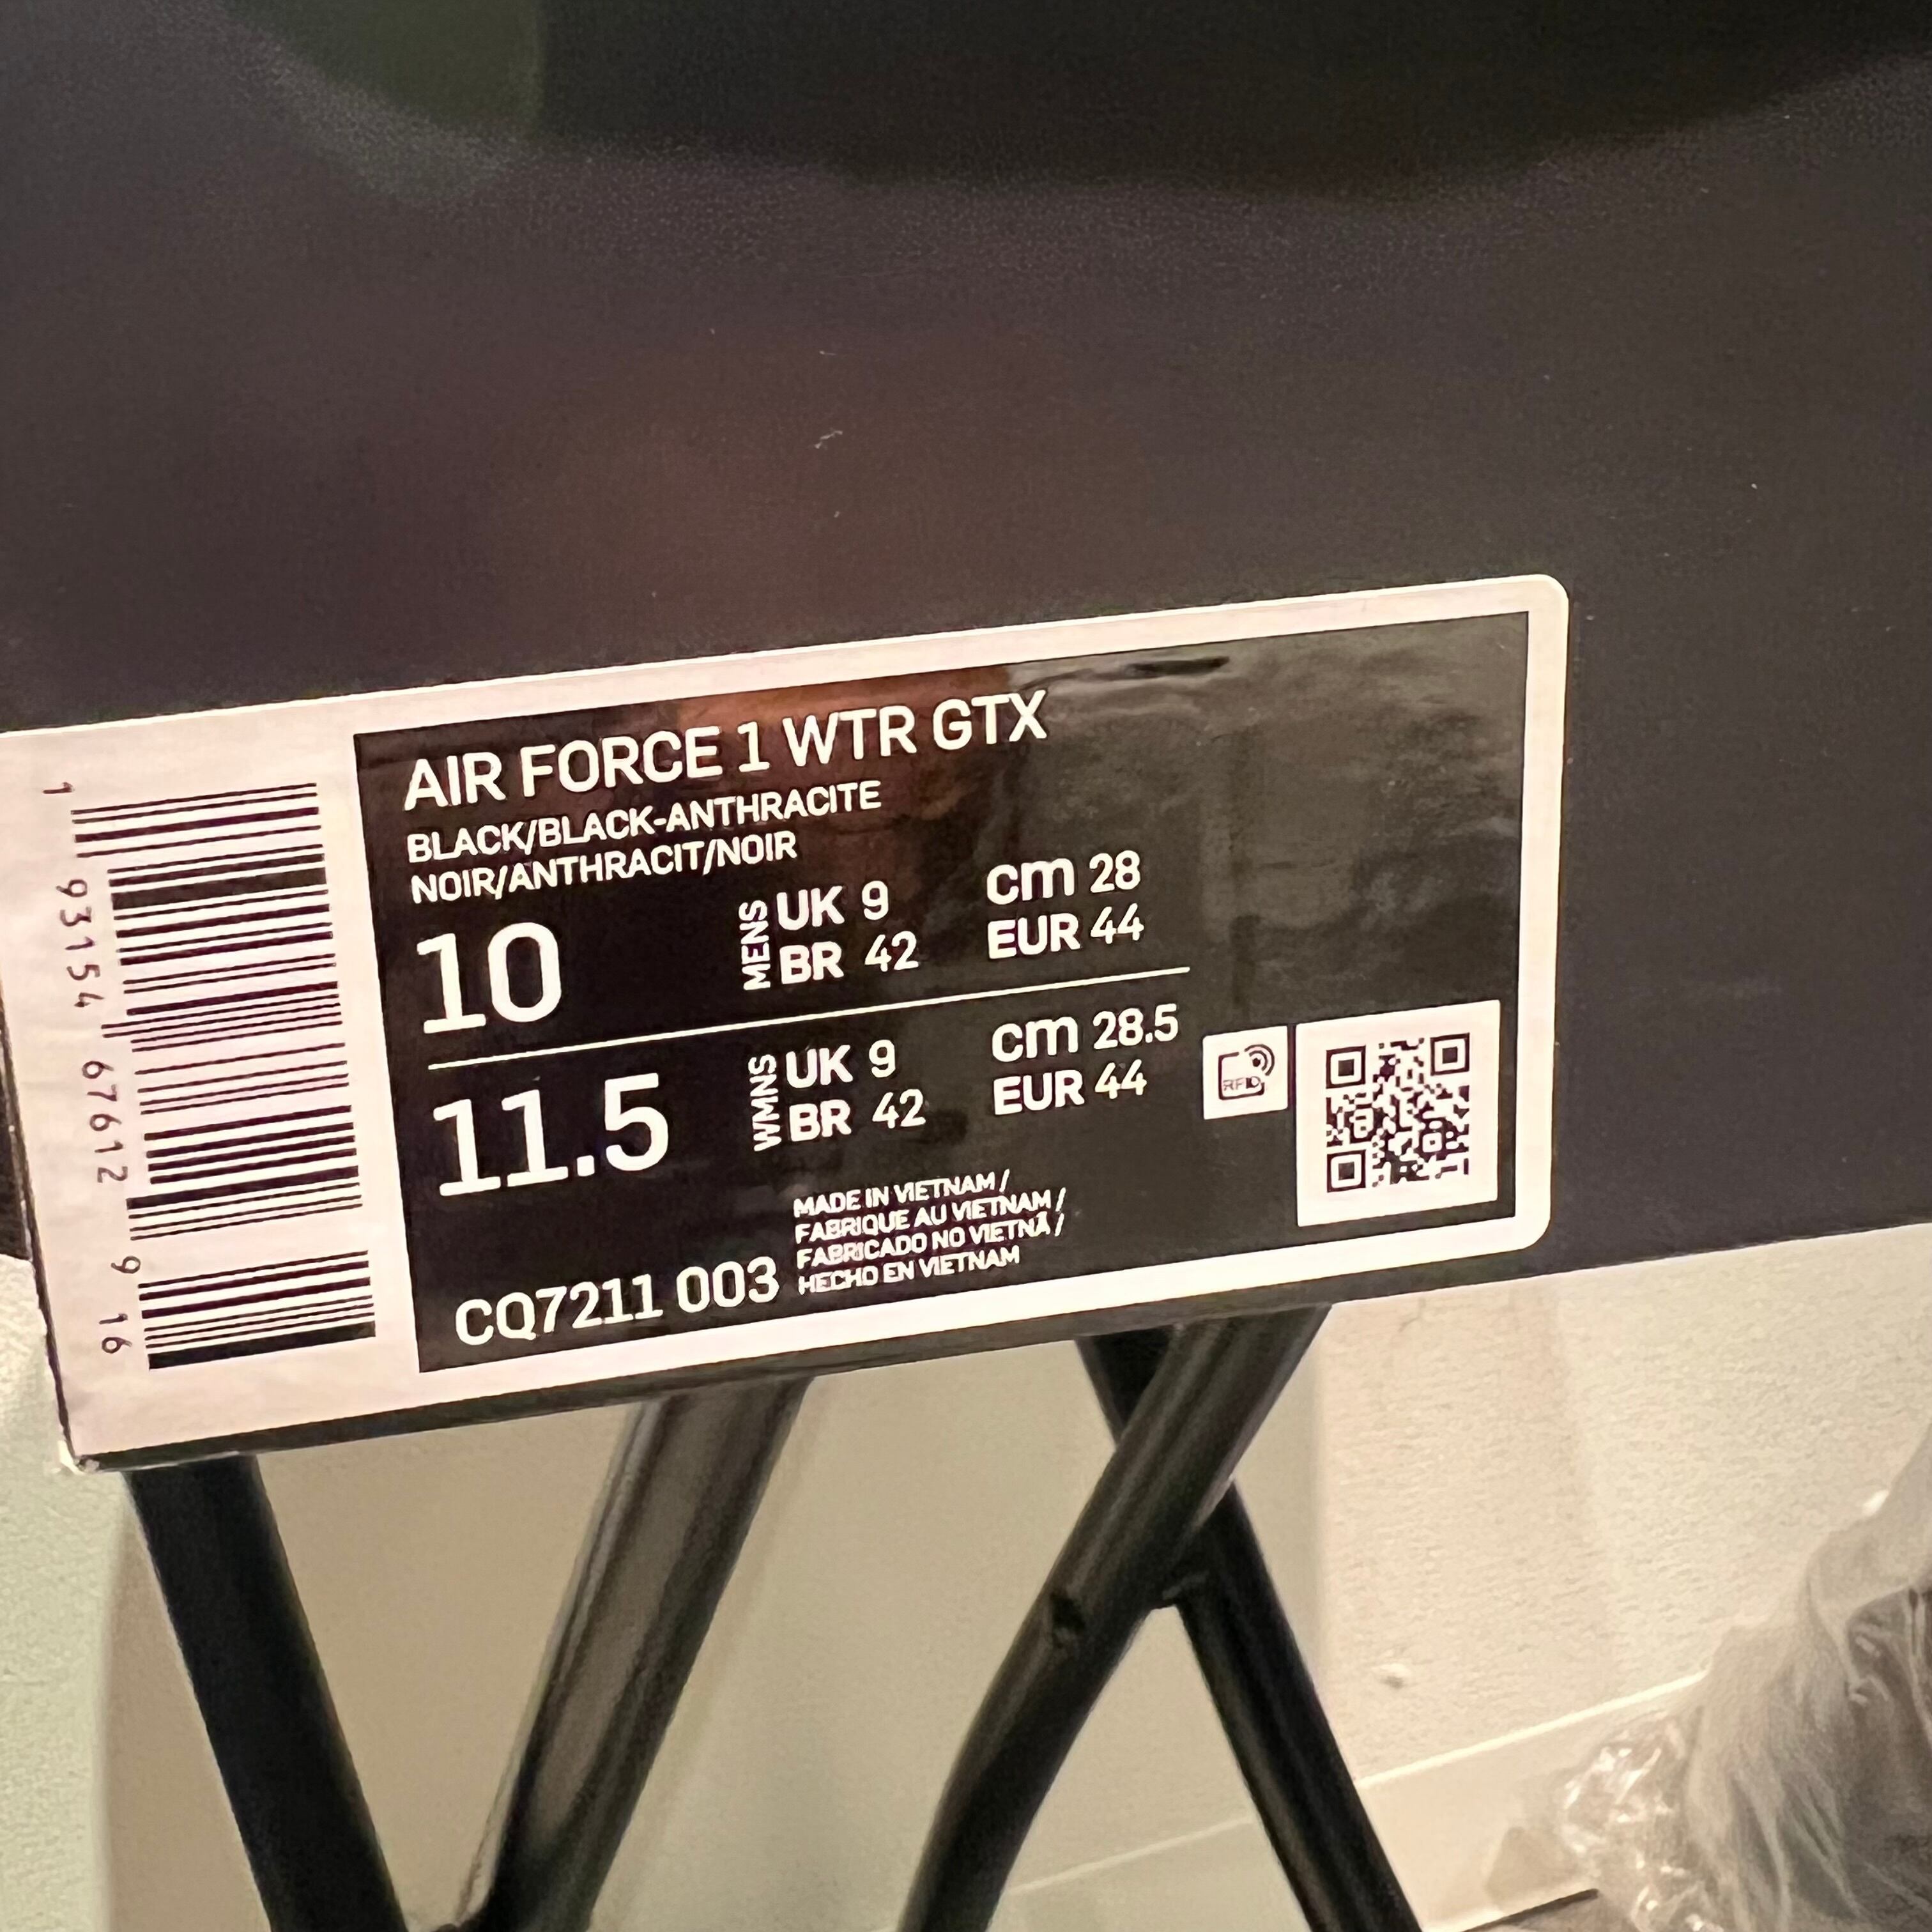 AIR FORCE 1 WTR GTX
BLACK/BLACK-ANTHRACITE
NOIR/ANTHRACIT/NOIR
10
MENS
UK 9
BR 42
cm 28
EUR 44
11.5
WMNS
UK 9
BR 42
cm 28.5
EUR 44
RFID
MADE IN VIETNAM /
FABRIQUE AU VIETNAM /
FABRICADO NO VIETNÃ /
HECHO EN VIETNAM
CQ7211 003
1 93154 67612 9 16